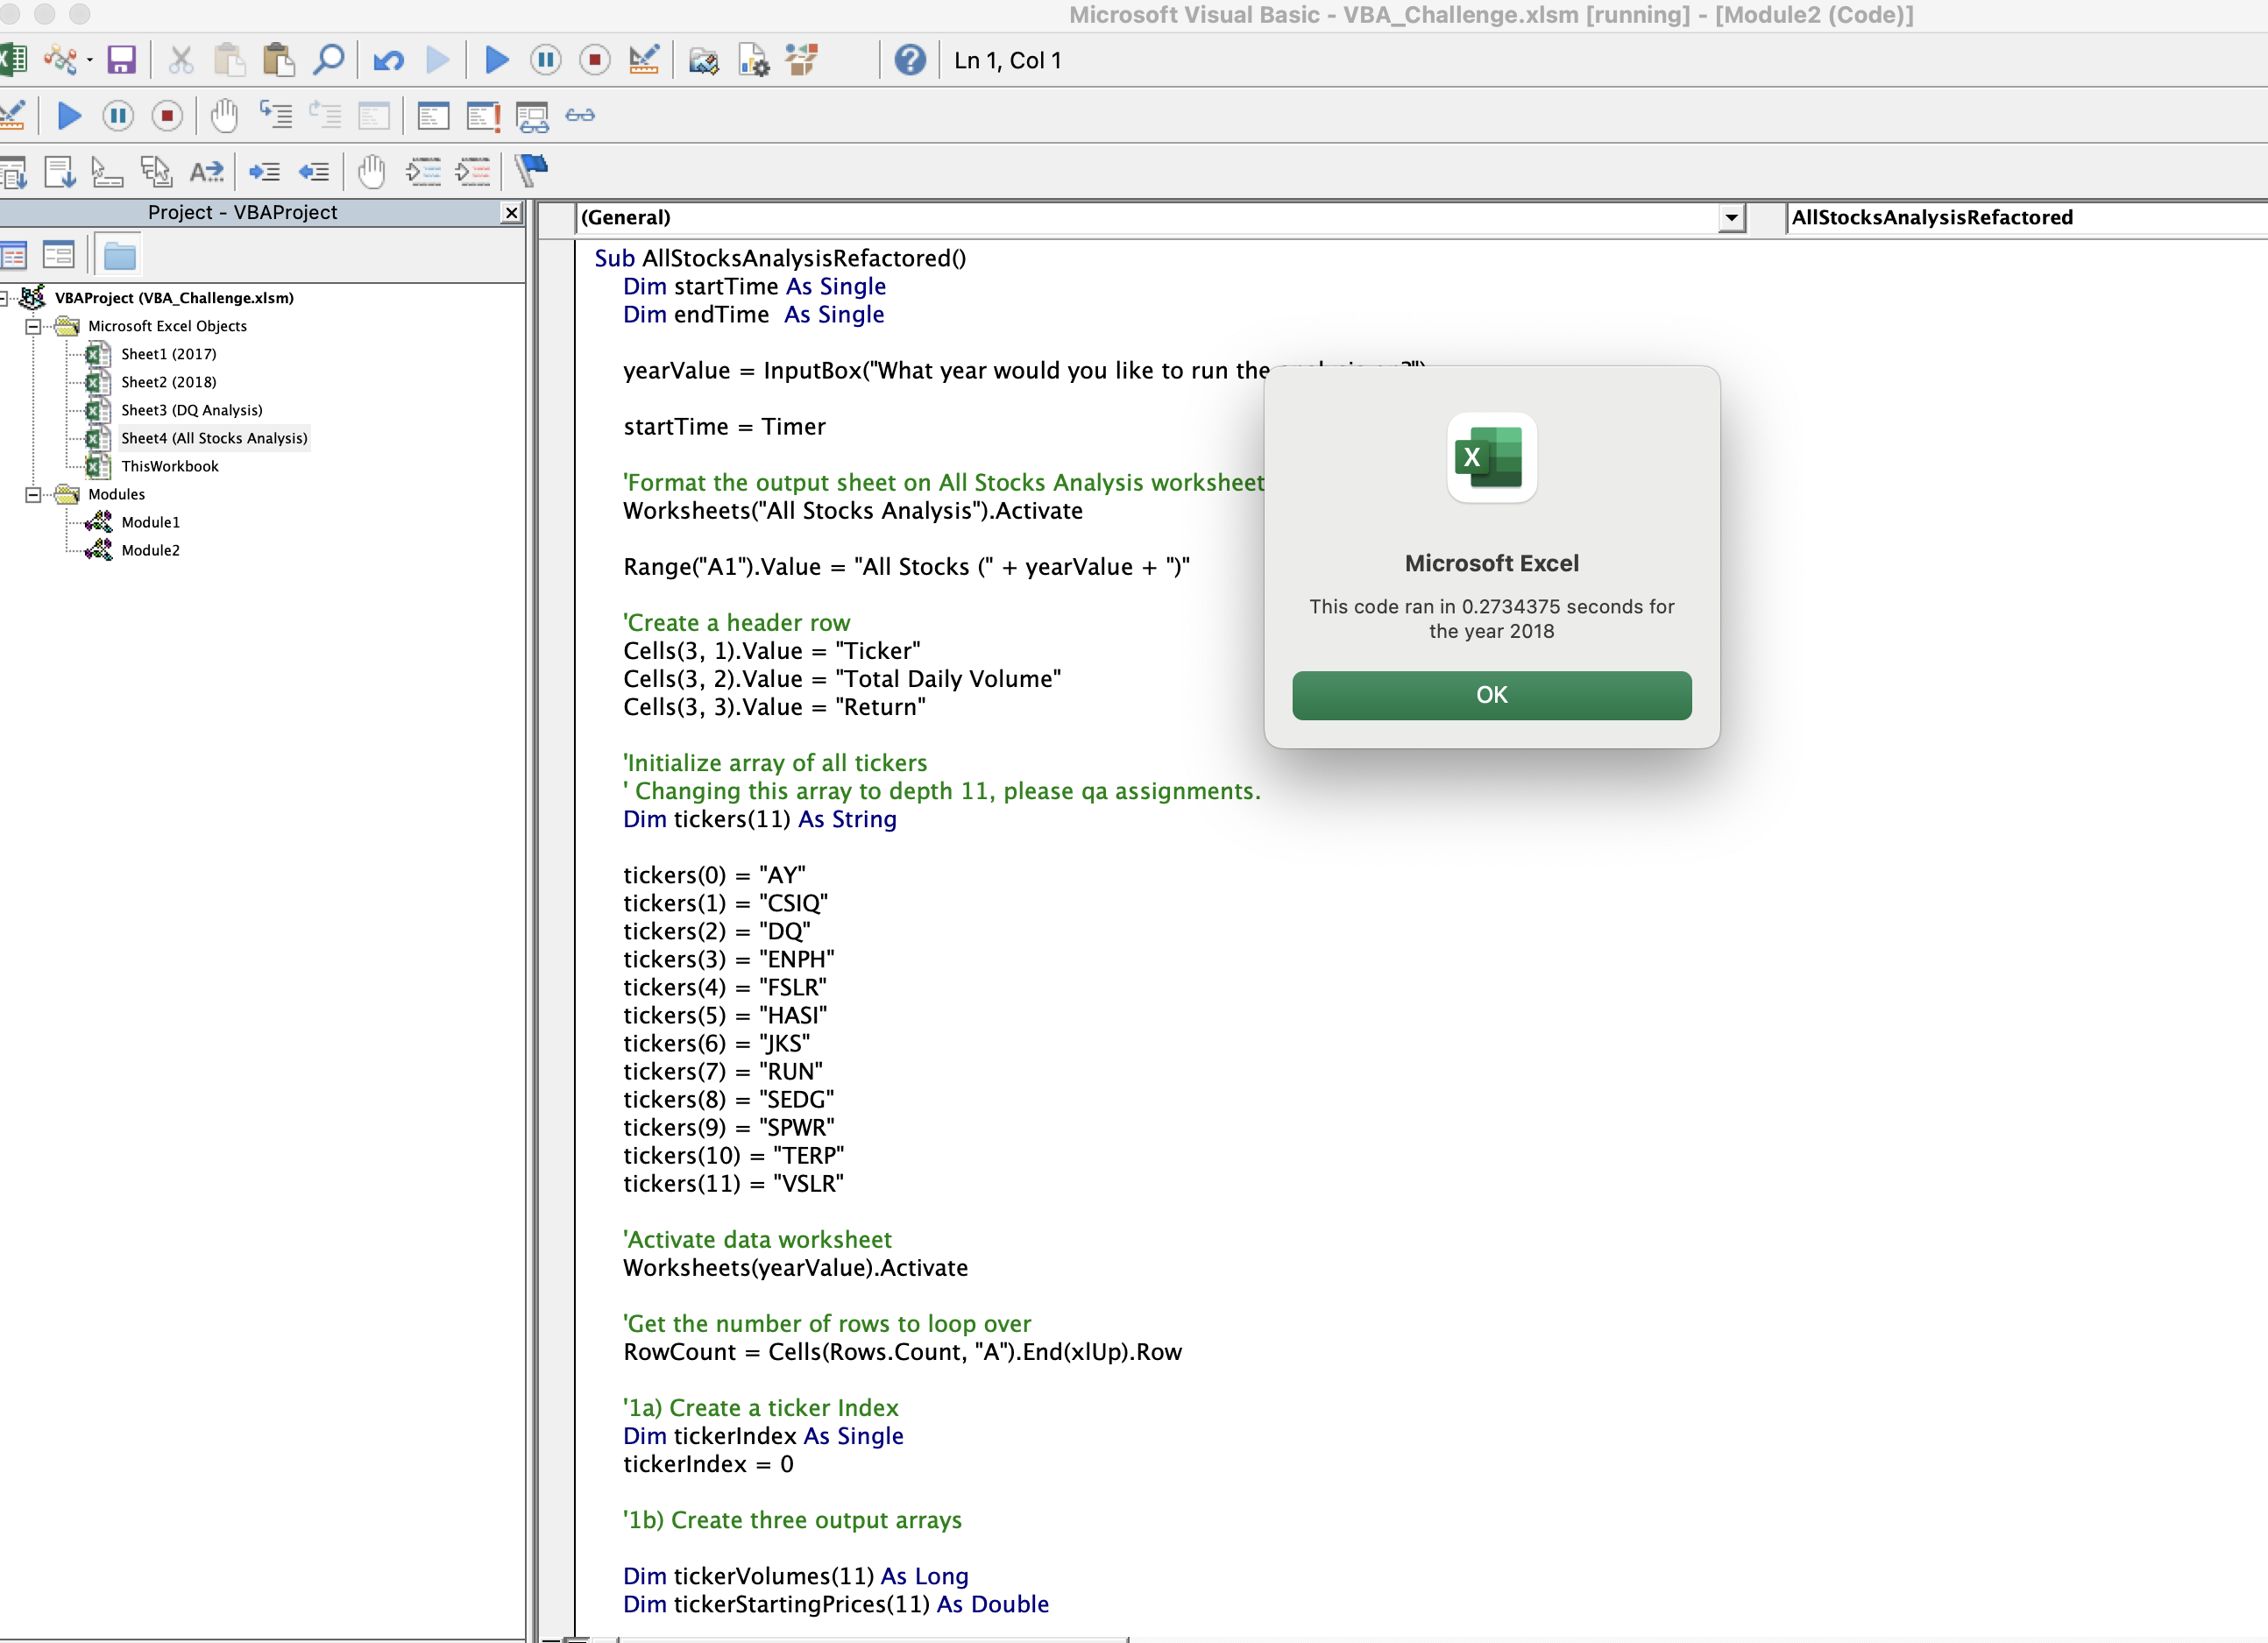 Microsoft Visual Basic - VBA_Challenge.xlsm [running] - [Module2 (Code)]
Ln 1, Col 1
Project - VBAProject
VBAProject (VBA_Challenge.xlsm)
Microsoft Excel Objects
Sheet1 (2017)
Sheet2 (2018)
Sheet3 (DQ Analysis)
Sheet4 (All Stocks Analysis)
ThisWorkbook
Modules
Module1
Module2
(General)
AllStocksAnalysisRefactored
Sub AllStocksAnalysisRefactored()
Dim startTime As Single
Dim endTime  As Single
yearValue = InputBox("What year would you like to run the
startTime = Timer
'Format the output sheet on All Stocks Analysis worksheet
Worksheets("All Stocks Analysis").Activate
Range("A1").Value = "All Stocks (" + yearValue + ")"
'Create a header row
Cells(3, 1).Value = "Ticker"
Cells(3, 2).Value = "Total Daily Volume"
Cells(3, 3).Value = "Return"
'Initialize array of all tickers
' Changing this array to depth 11, please qa assignments.
Dim tickers(11) As String
tickers(0) = "AY"
tickers(1) = "CSIQ"
tickers(2) = "DQ"
tickers(3) = "ENPH"
tickers(4) = "FSLR"
tickers(5) = "HASI"
tickers(6) = "JKS"
tickers(7) = "RUN"
tickers(8) = "SEDG"
tickers(9) = "SPWR"
tickers(10) = "TERP"
tickers(11) = "VSLR"
'Activate data worksheet
Worksheets(yearValue).Activate
'Get the number of rows to loop over
RowCount = Cells(Rows.Count, "A").End(xlUp).Row
'1a) Create a ticker Index
Dim tickerIndex As Single
tickerIndex = 0
'1b) Create three output arrays
Dim tickerVolumes(11) As Long
Dim tickerStartingPrices(11) As Double
Microsoft Excel
This code ran in 0.2734375 seconds for
the year 2018
OK